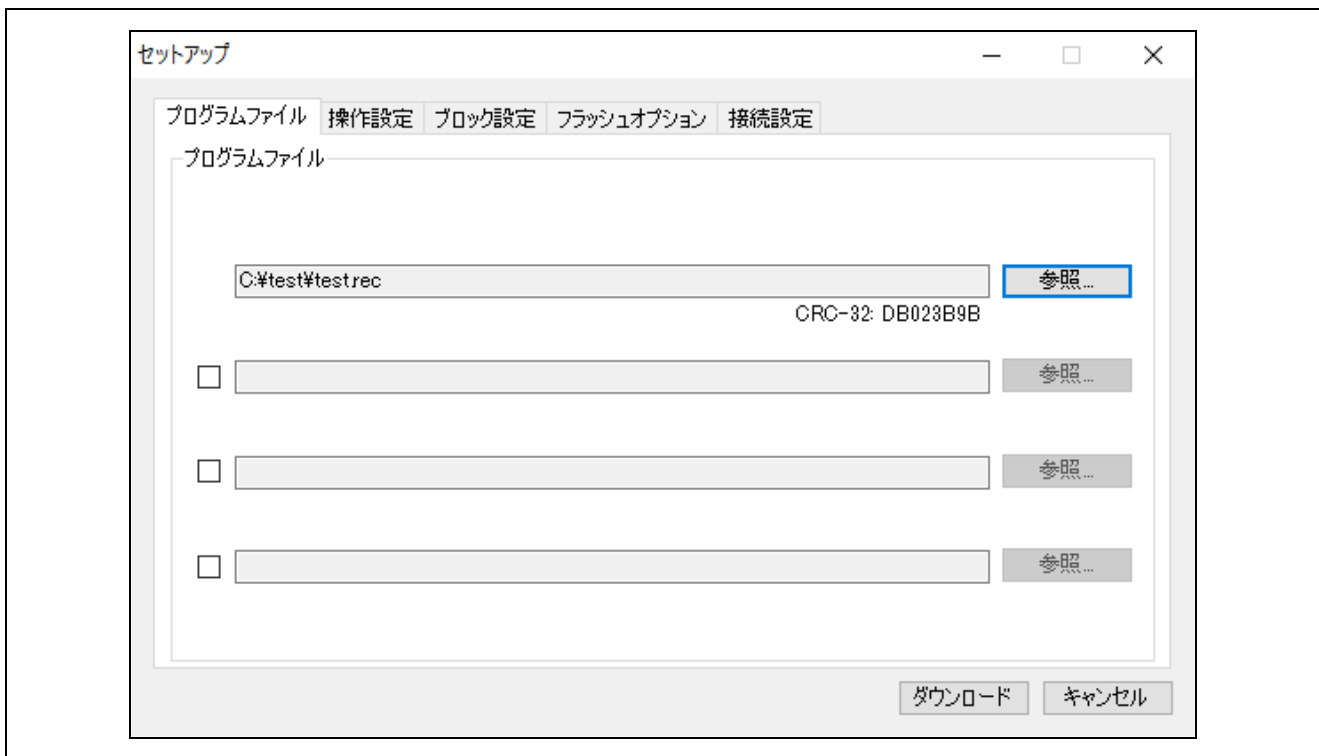 セットアップ
プログラムファイル 操作設定 ブロック設定 フラッシュオプション 接続設定
プログラムファイル
C:¥test¥test.rec 参照...
CRC-32: DB023B9B
参照...
参照...
参照...
ダウンロード キャンセル